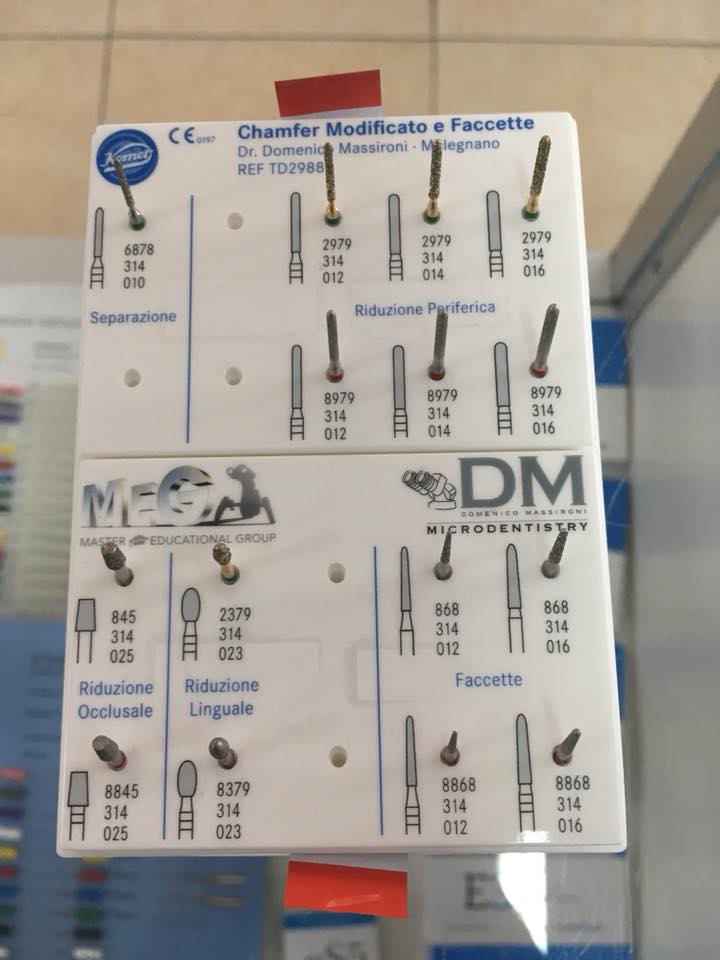 Komet
CE 0197
Chamfer Modificato e Faccette
Dr. Domenico Massironi · Melegnano
REF TD2988
6878
314
010
2979
314
012
2979
314
014
2979
314
016
Separazione
Riduzione Periferica
8979
314
012
8979
314
014
8979
314
016
MEG
MASTER EDUCATIONAL GROUP
DM
DOMENICO MASSIRONI
MICRODENTISTRY
845
314
025
2379
314
023
868
314
012
868
314
016
Riduzione
Occlusale
Riduzione
Linguale
Faccette
8845
314
025
8379
314
023
8868
314
012
8868
314
016